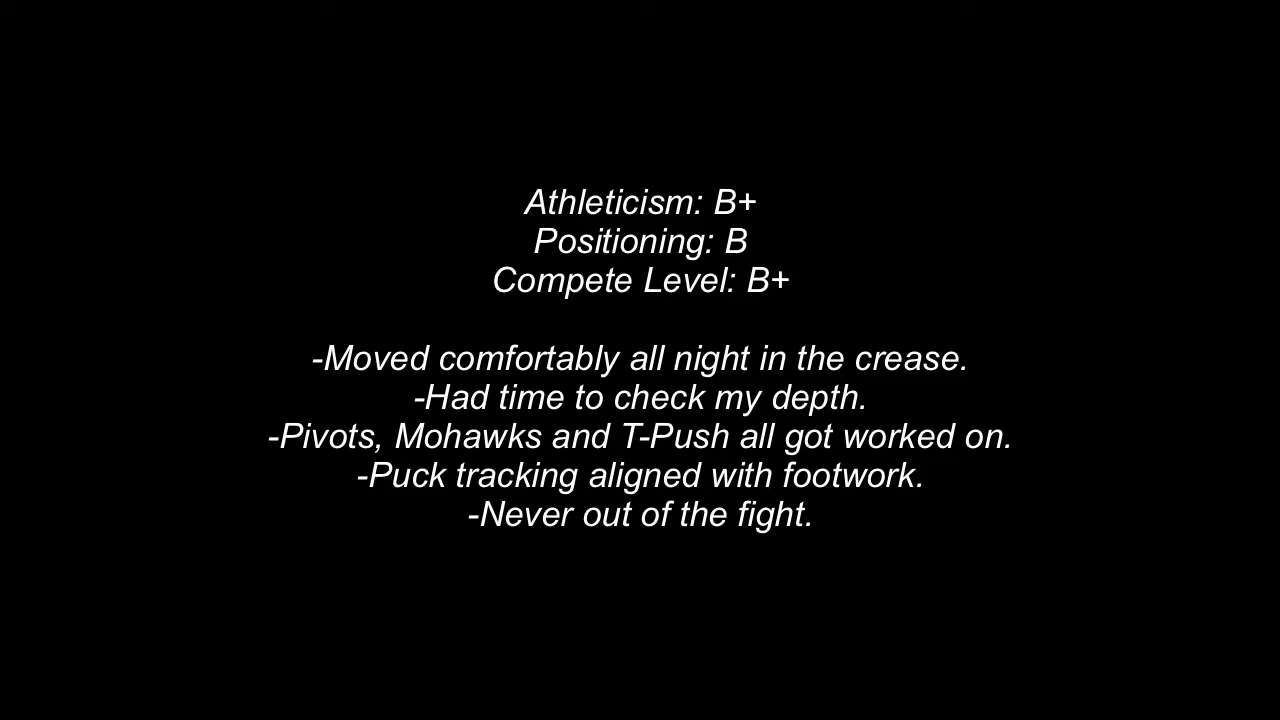 Athleticism: B+
Positioning: B
Compete Level: B+
-Moved comfortably all night in the crease.
-Had time to check my depth.
-Pivots, Mohawks and T-Push all got worked on.
-Puck tracking aligned with footwork.
-Never out of the fight.